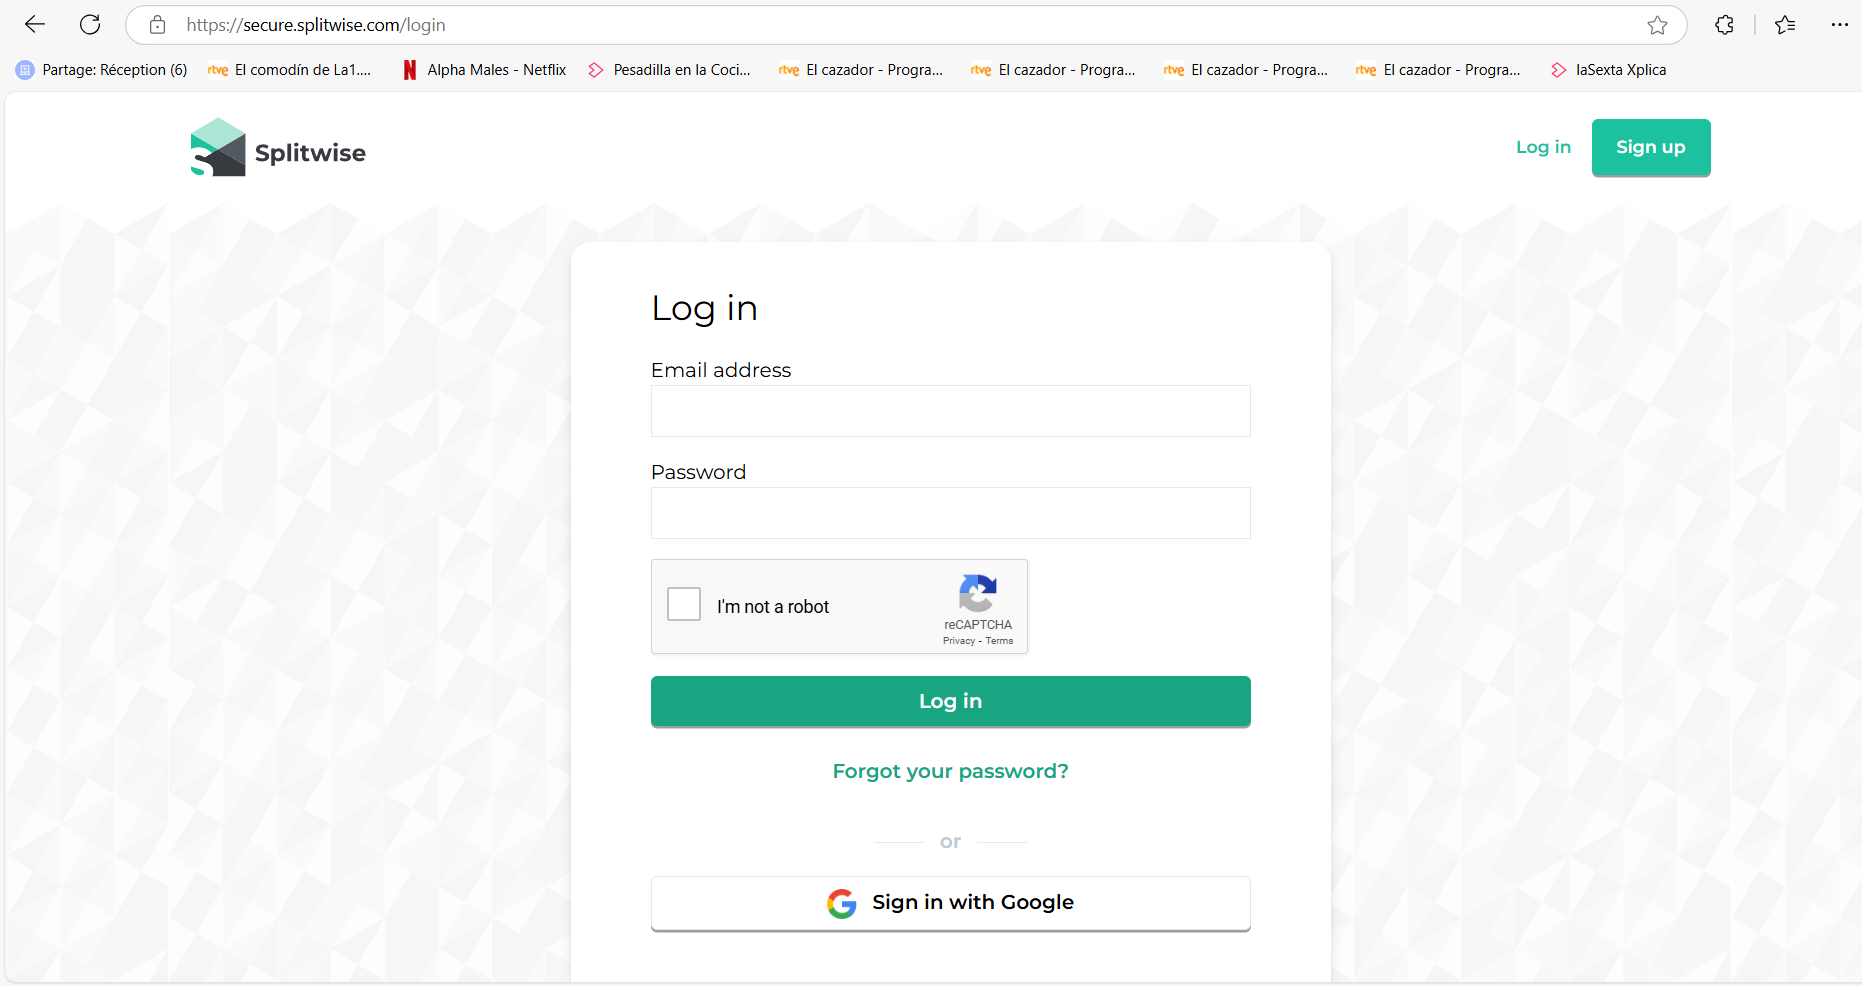 https://secure.splitwise.com/login
Partage: Réception (6) rtve El comodín de La1.... Alpha Males - Netflix Pesadilla en la Coci... rtve El cazador - Progra... rtve El cazador - Progra... rtve El cazador - Progra... rtve El cazador - Progra... laSexta Xplica
Splitwise
Log in Sign up
Log in
Email address
Password
I'm not a robot
reCAPTCHA
Privacy - Terms
Log in
Forgot your password?
or
Sign in with Google